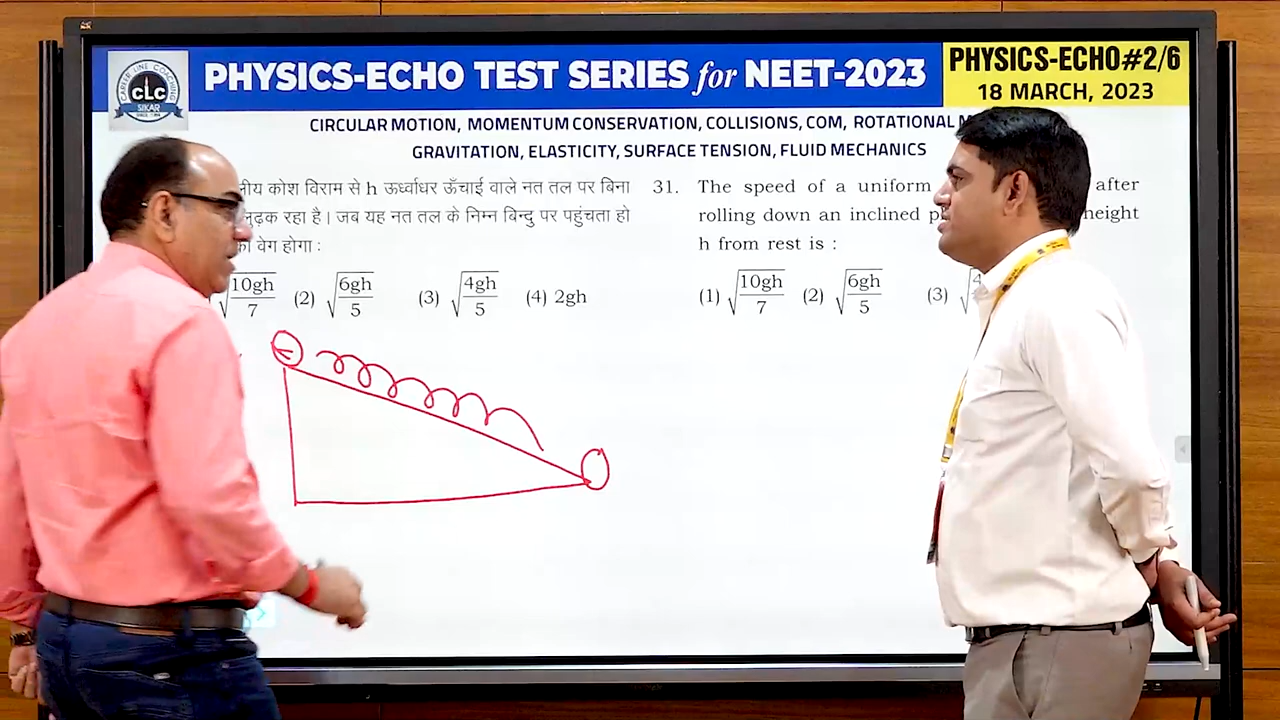 PHYSICS-ECHO TEST SERIES for NEET-2023
PHYSICS-ECHO#2/6
18 MARCH, 2023
CLC
SIKAR
CIRCULAR MOTION, MOMENTUM CONSERVATION, COLLISIONS, COM, ROTATIONAL M
GRAVITATION, ELASTICITY, SURFACE TENSION, FLUID MECHANICS
कोश विराम से h ऊर्ध्वाधर ऊँचाई वाले नत तल पर बिना
रहा है। जब यह नत तल के निम्न बिन्दु पर पहुंचता हो
वेग होगा :
√10gh/7 (2) √6gh/5 (3) √4gh/5 (4) 2gh
31. The speed of a uniform after
rolling down an inclined height
h from rest is :
(1) √10gh/7 (2) √6gh/5 (3) √4